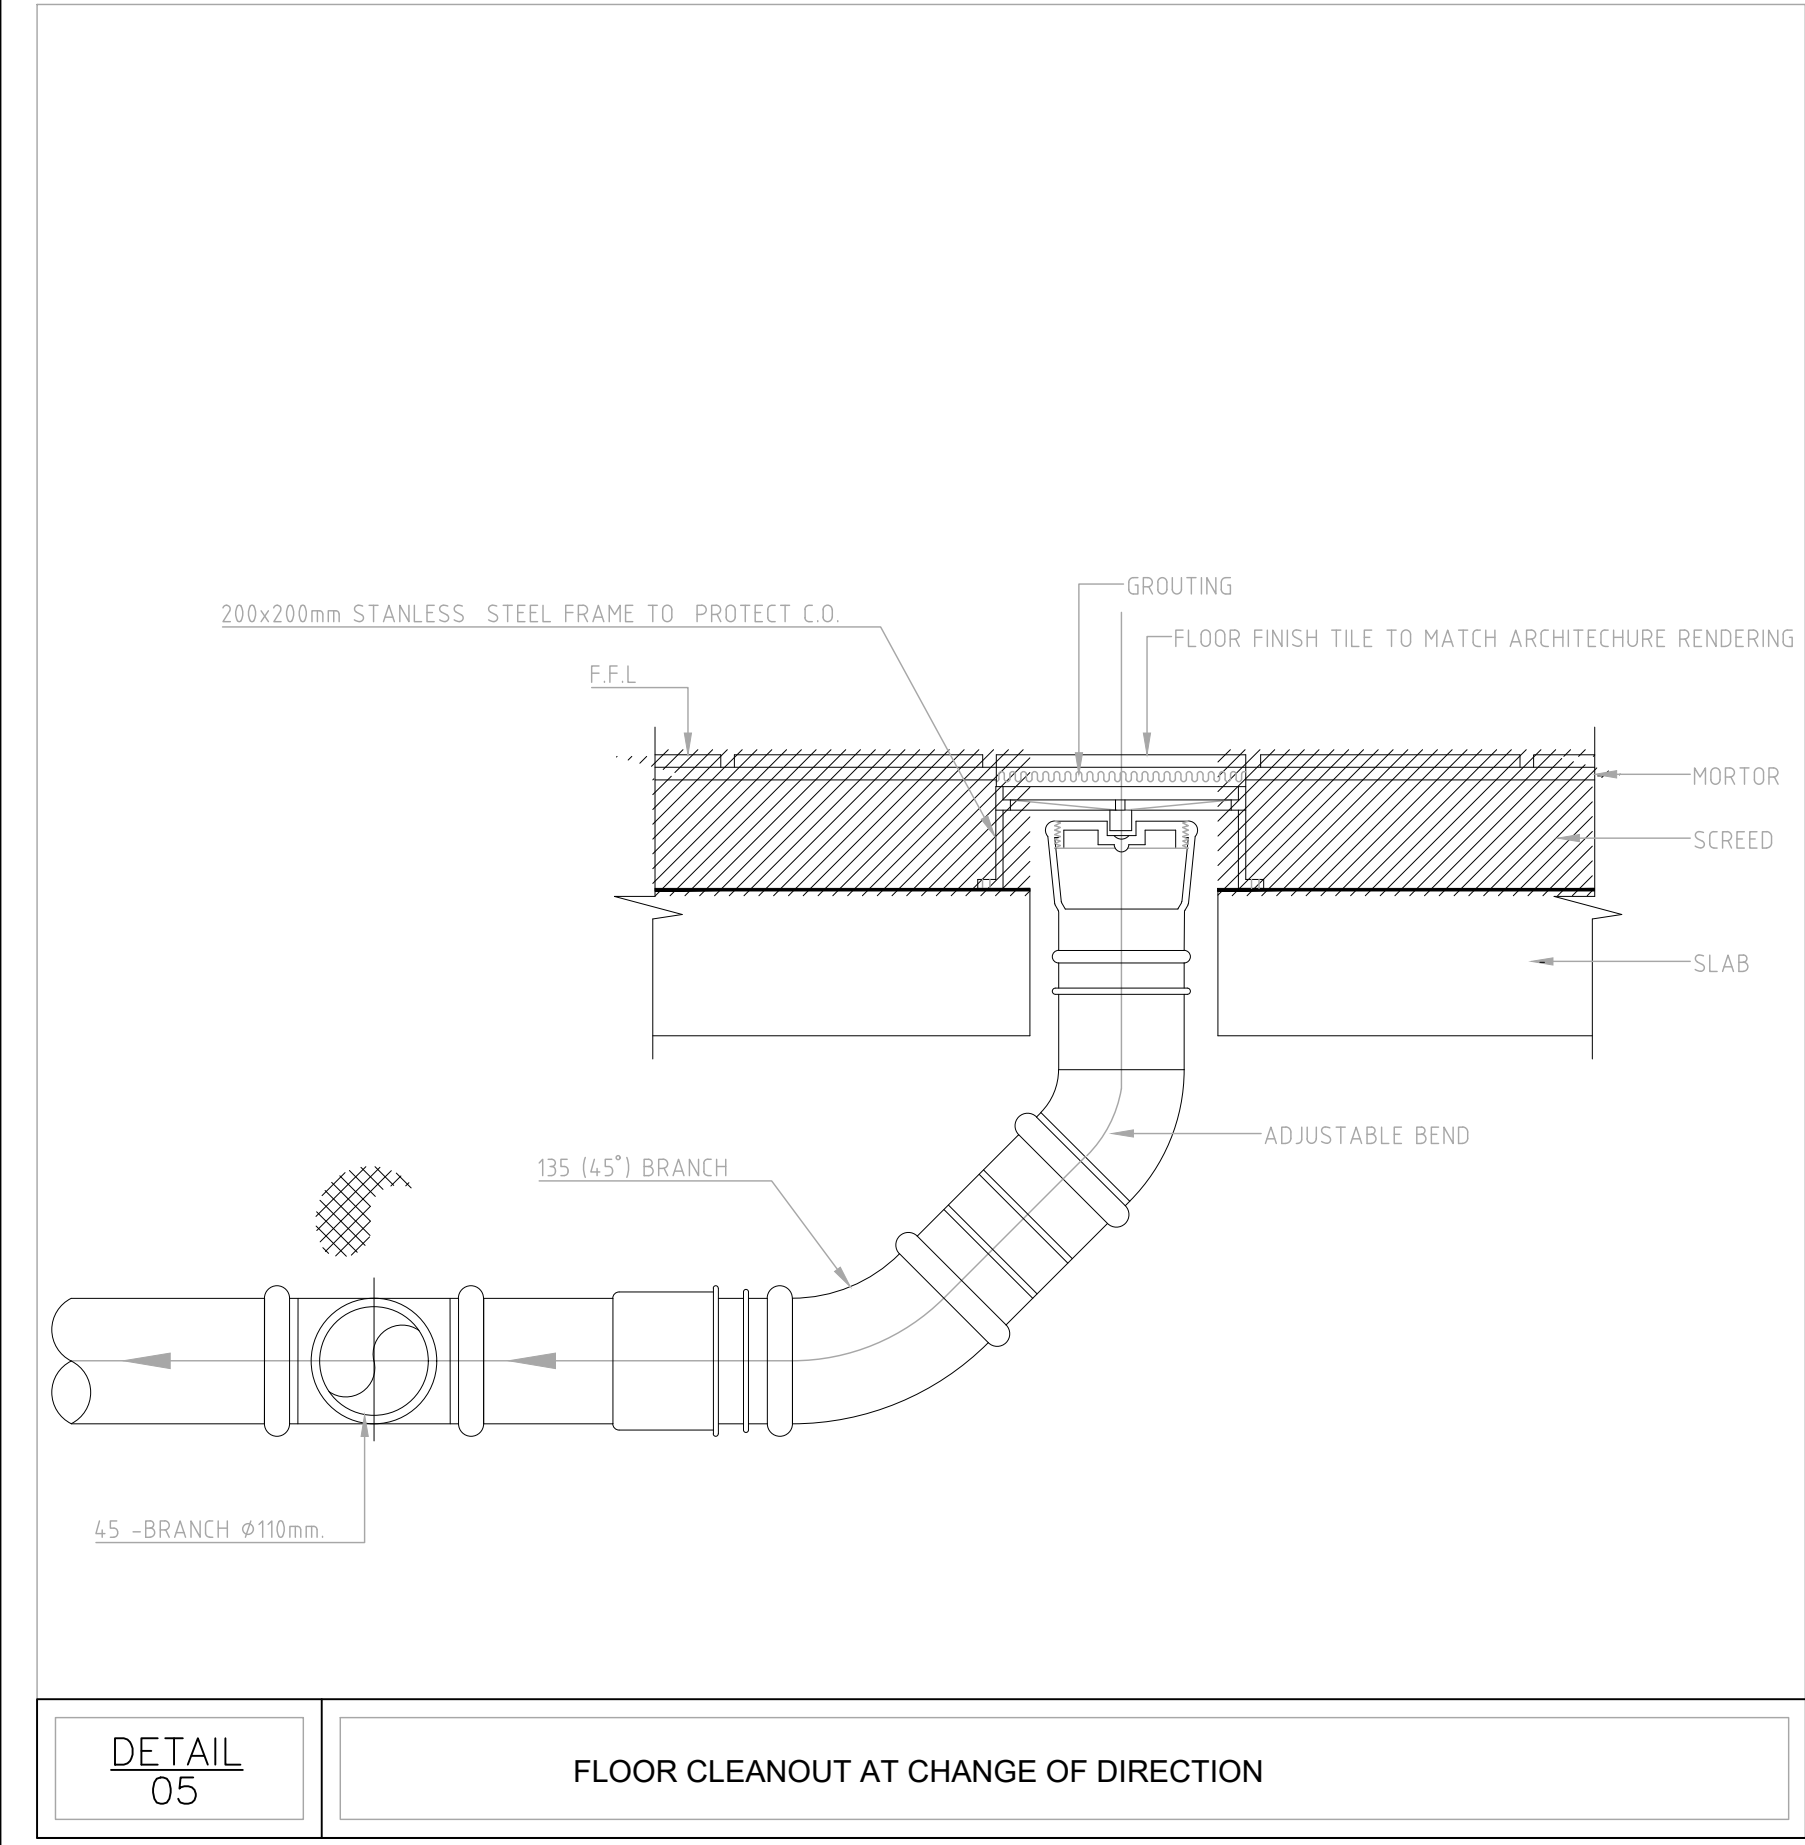 GROUTING
200x200mm STANLESS STEEL FRAME TO PROTECT C.O.
FLOOR FINISH TILE TO MATCH ARCHITECHURE RENDERING
F.F.L
MORTOR
SCREED
SLAB
ADJUSTABLE BEND
135 (45°) BRANCH
45 -BRANCH Ø110mm.
DETAIL
05
FLOOR CLEANOUT AT CHANGE OF DIRECTION